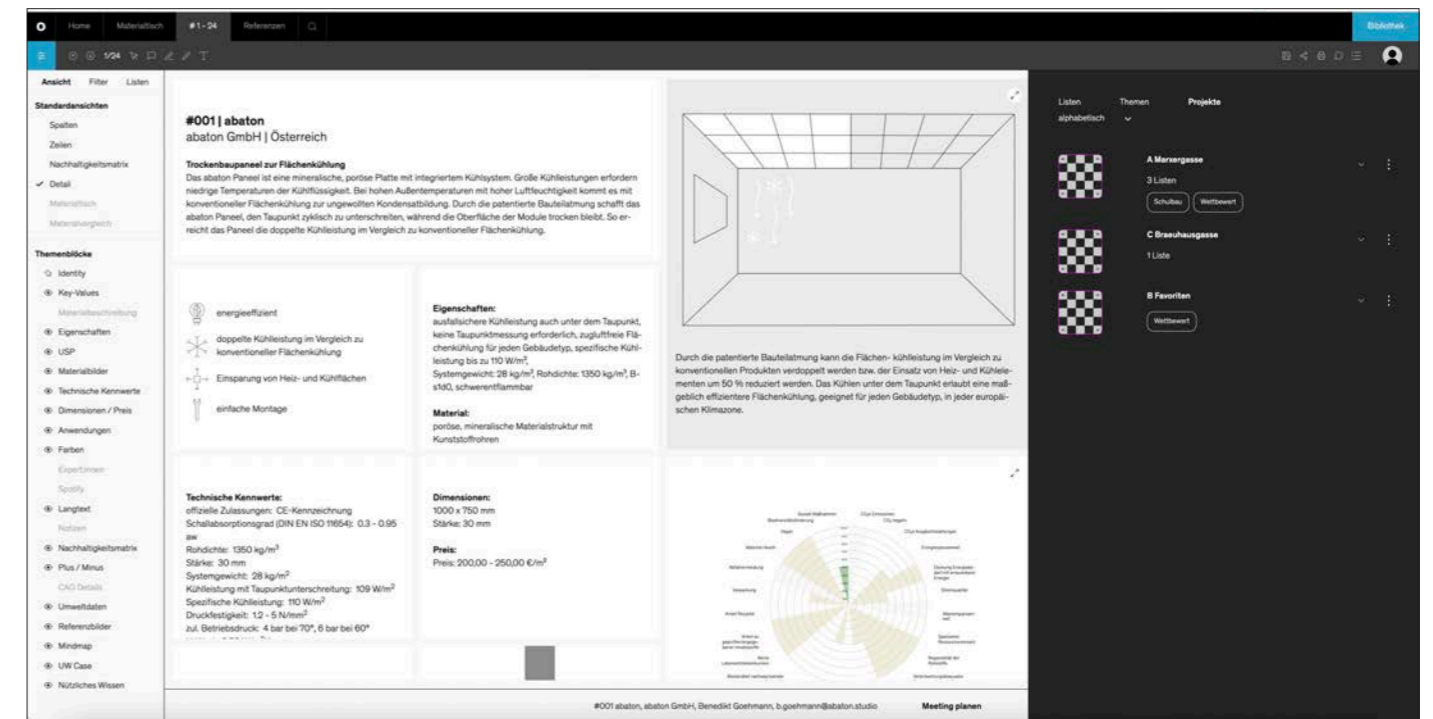 Home Materialtisch #1-24 Referenzen Bibliothek
1/24 T
Ansicht Filter Listen
Standardansichten
Spalten
Zeilen
Nachhaltigkeitsmatrix
Detail
Materialtisch
Materialvergleich
Themenblöcke
Identity
Key-Values
Materialbeschreibung
Eigenschaften
USP
Materialbilder
Technische Kennwerte
Dimensionen / Preis
Anwendungen
Farben
Expert:innen
Spotify
Langtext
Notizen
Nachhaltigkeitsmatrix
Plus / Minus
CAD Details
Umweltdaten
Referenzbilder
Mindmap
UW Case
Nützliches Wissen
#001 | abaton
abaton GmbH | Österreich
Trockenbaupaneel zur Flächenkühlung
Das abaton Paneel ist eine mineralische, poröse Platte mit integriertem Kühlsystem. Große Kühlleistungen erfordern
niedrige Temperaturen der Kühlflüssigkeit. Bei hohen Außentemperaturen mit hoher Luftfeuchtigkeit kommt es mit
konventioneller Flächenkühlung zur ungewollten Kondensatbildung. Durch die patentierte Bauteilatmung schafft das
abaton Paneel, den Taupunkt zyklisch zu unterschreiten, während die Oberfläche der Module trocken bleibt. So er-
reicht das Paneel die doppelte Kühlleistung im Vergleich zu konventioneller Flächenkühlung.
energieeffizient
doppelte Kühlleistung im Vergleich zu
konventioneller Flächenkühlung
Einsparung von Heiz- und Kühlflächen
einfache Montage
Eigenschaften:
ausfallsichere Kühlleistung auch unter dem Taupunkt,
keine Taupunktmessung erforderlich, zugluftfreie Flä-
chenkühlung für jeden Gebäudetyp, spezifische Kühl-
leistung bis zu 110 W/m²,
Systemgewicht: 28 kg/m², Rohdichte: 1350 kg/m³, B-
s1d0, schwerentflammbar
Material:
poröse, mineralische Materialstruktur mit
Kunststoffrohren
Durch die patentierte Bauteilatmung kann die Flächen- kühlleistung im Vergleich zu
konventionellen Produkten verdoppelt werden bzw. der Einsatz von Heiz- und Kühlele-
menten um 50 % reduziert werden. Das Kühlen unter dem Taupunkt erlaubt eine maß-
geblich effizientere Flächenkühlung, geeignet für jeden Gebäudetyp, in jeder europäi-
schen Klimazone.
Technische Kennwerte:
offizielle Zulassungen: CE-Kennzeichnung
Schallabsorptionsgrad (DIN EN ISO 11654): 0.3 - 0.95
aw
Rohdichte: 1350 kg/m³
Stärke: 30 mm
Systemgewicht: 28 kg/m²
Kühlleistung mit Taupunktunterschreitung: 109 W/m²
Spezifische Kühlleistung: 110 W/m²
Druckfestigkeit: 1.2 - 5 N/mm²
zul. Betriebsdruck: 4 bar bei 70°, 6 bar bei 60°
Dimensionen:
1000 x 750 mm
Stärke: 30 mm
Preis:
Preis: 200,00 - 250,00 €/m²
Listen Themen Projekte
alphabetisch
A Marxergasse
3 Listen
Schulbau Wettbewert
C Braeuhausgasse
1 Liste
B Favoriten
Wettbewert
#001 abaton, abaton GmbH, Benedikt Goehmann, b.goehmann@abaton.studio Meeting planen